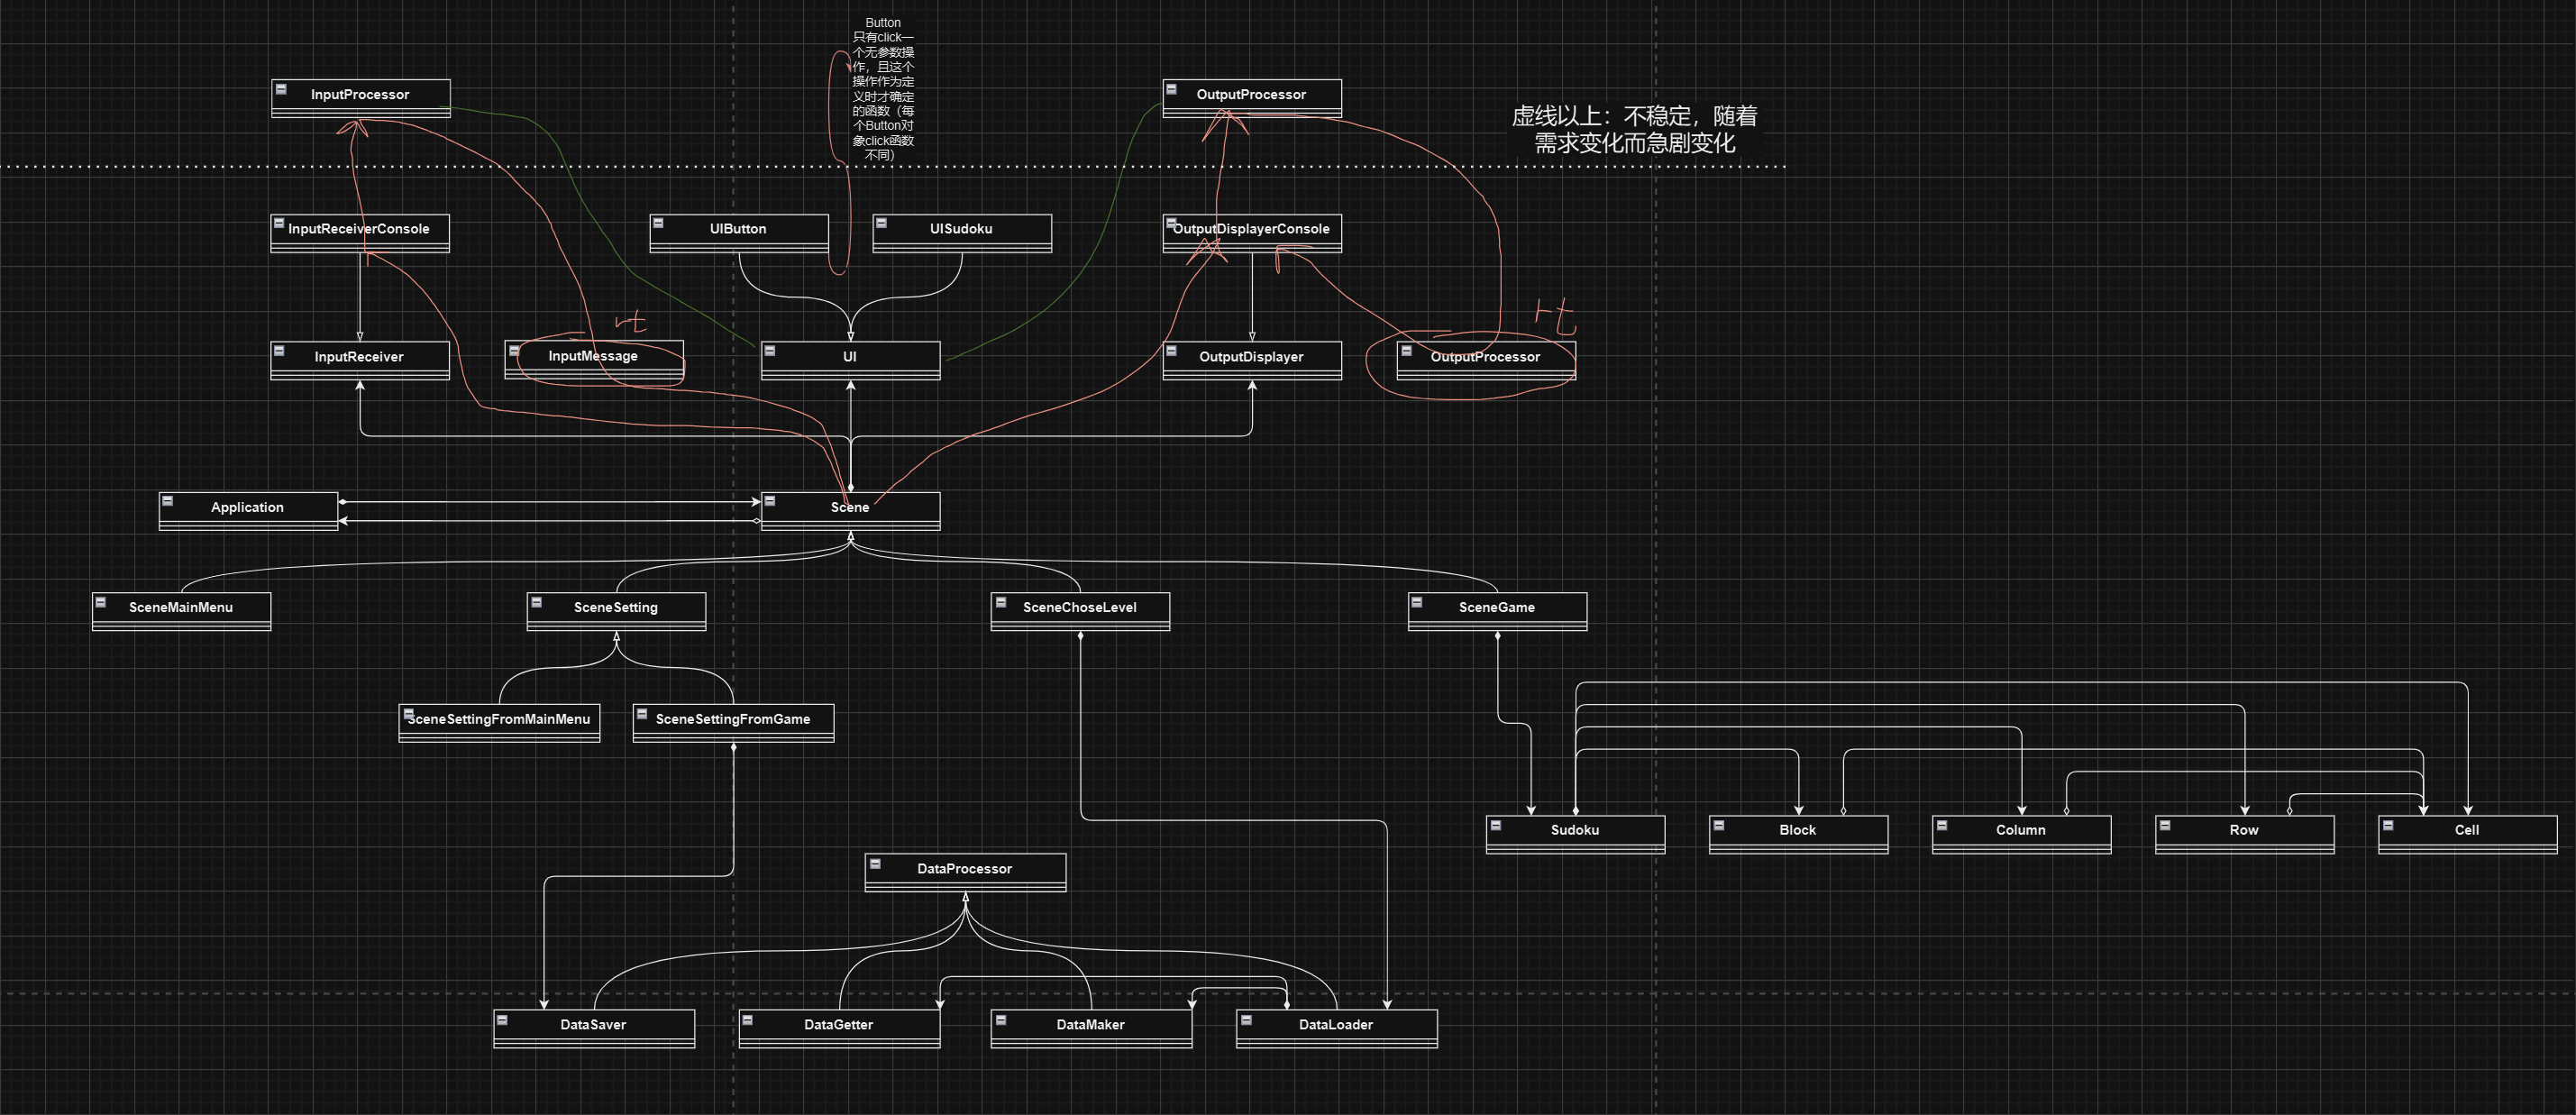 Button
只有click一
个无参数操
作，且这个
操作作为定
义时才确定
的函数（每
个Button对
象click函数
不同）
InputProcessor
OutputProcessor
虚线以上：不稳定，随着
需求变化而急剧变化
InputReceiverConsole
UIButton
UISudoku
OutputDisplayerConsole
rt
rt
InputReceiver
InputMessage
UI
OutputDisplayer
OutputProcessor
Application
Scene
SceneMainMenu
SceneSetting
SceneChoseLevel
SceneGame
SceneSettingFromMainMenu
SceneSettingFromGame
Sudoku
Block
Column
Row
Cell
DataProcessor
DataSaver
DataGetter
DataMaker
DataLoader